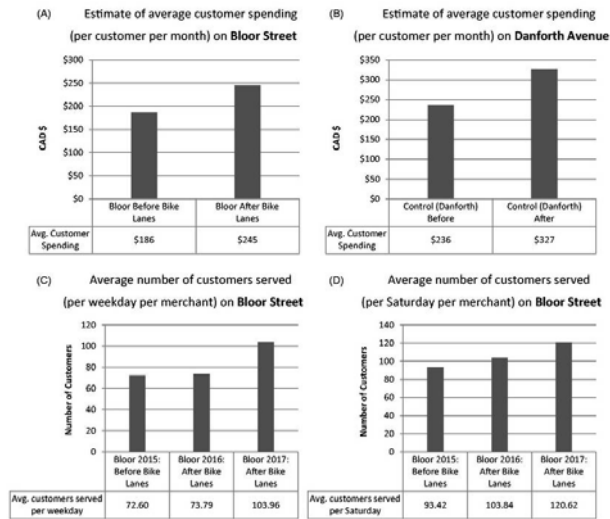 (A) Estimate of average customer spending
(per customer per month) on Bloor Street
$300
$250
$200
$150
$100
$50
$0
CAD $
Bloor Before Bike Lanes
Bloor After Bike Lanes
Avg. Customer Spending
$186
$245
(B) Estimate of average customer spending
(per customer per month) on Danforth Avenue
$350
$300
$250
$200
$150
$100
$50
$0
CAD $
Control (Danforth) Before
Control (Danforth) After
Avg. Customer Spending
$236
$327
(C) Average number of customers served
(per weekday per merchant) on Bloor Street
120
100
80
60
40
20
0
Number of Customers
Bloor 2015: Before Bike Lanes
Bloor 2016: After Bike Lanes
Bloor 2017: After Bike Lanes
Avg. customers served per weekday
72.60
73.79
103.96
(D) Average number of customers served
(per Saturday per merchant) on Bloor Street
140
120
100
80
60
40
20
0
Number of Customers
Bloor 2015: Before Bike Lanes
Bloor 2016: After Bike Lanes
Bloor 2017: After Bike Lanes
Avg. customers served per Saturday
93.42
103.84
120.62